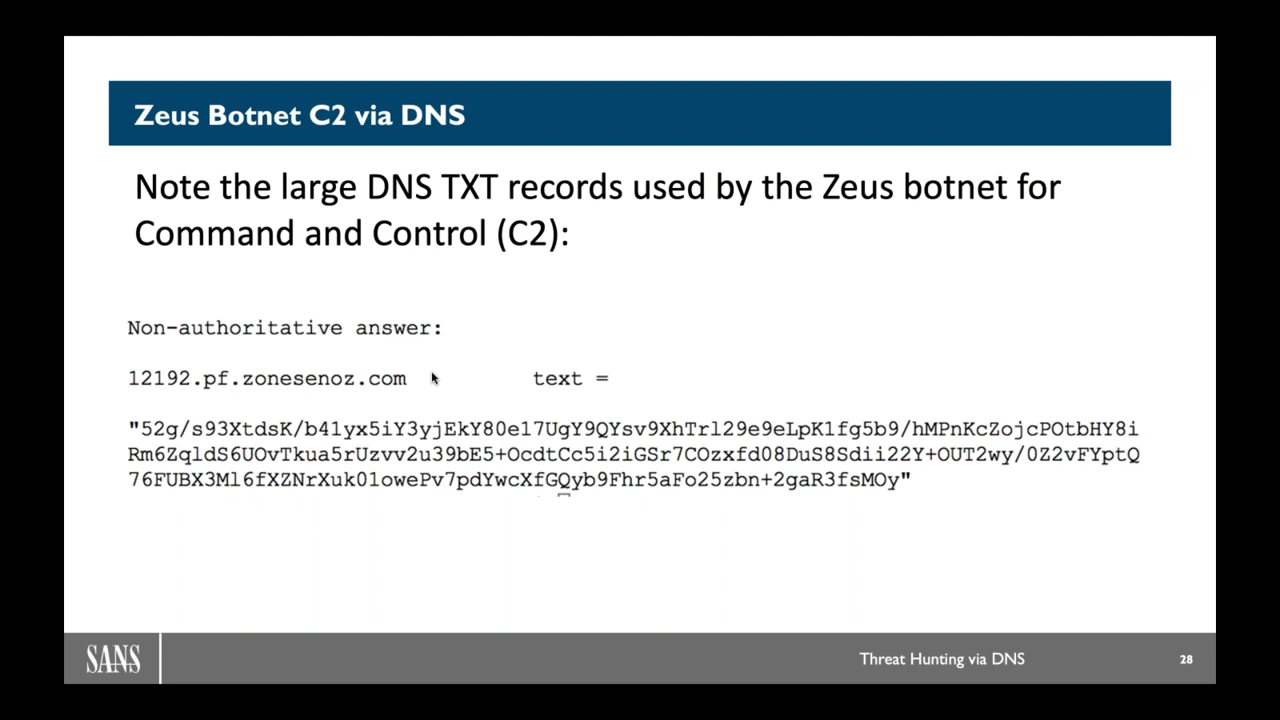 Zeus Botnet C2 via DNS
Note the large DNS TXT records used by the Zeus botnet for
Command and Control (C2):
Non-authoritative answer:
12192.pf.zonesenoz.com text =
"52g/s93XtdsK/b41yx5iY3yjEkY80e17UgY9QYsv9XhTrl29e9eLpK1fg5b9/hMPnKcZojcPOtbHY8i
Rm6ZqldS6UOvTkua5rUzvv2u39bE5+OcdtCc5i2iGSr7COzxfd08DuS8Sdii22Y+OUT2wy/0Z2vFYptQ
76FUBX3Ml6fXZNrXuk01owePv7pdYwcXfGQyb9Fhr5aFo25zbn+2gaR3fsMOy"
SANS
Threat Hunting via DNS
28